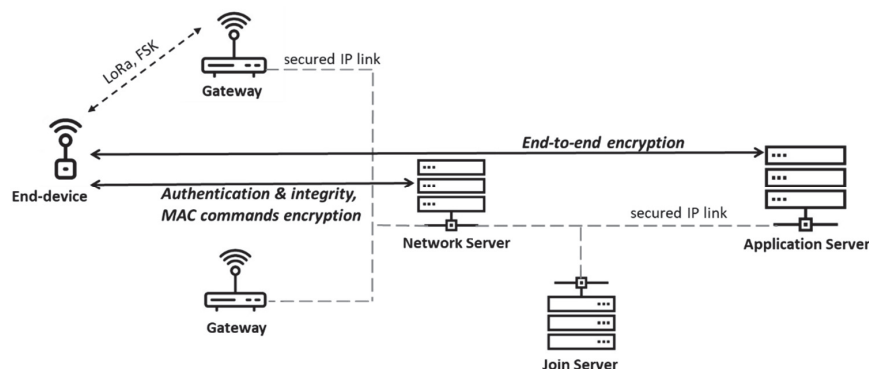 LoRa, FSK
secured IP link
Gateway
End-to-end encryption
End-device
Authentication & integrity,
MAC commands encryption
secured IP link
Network Server
Application Server
Gateway
Join Server